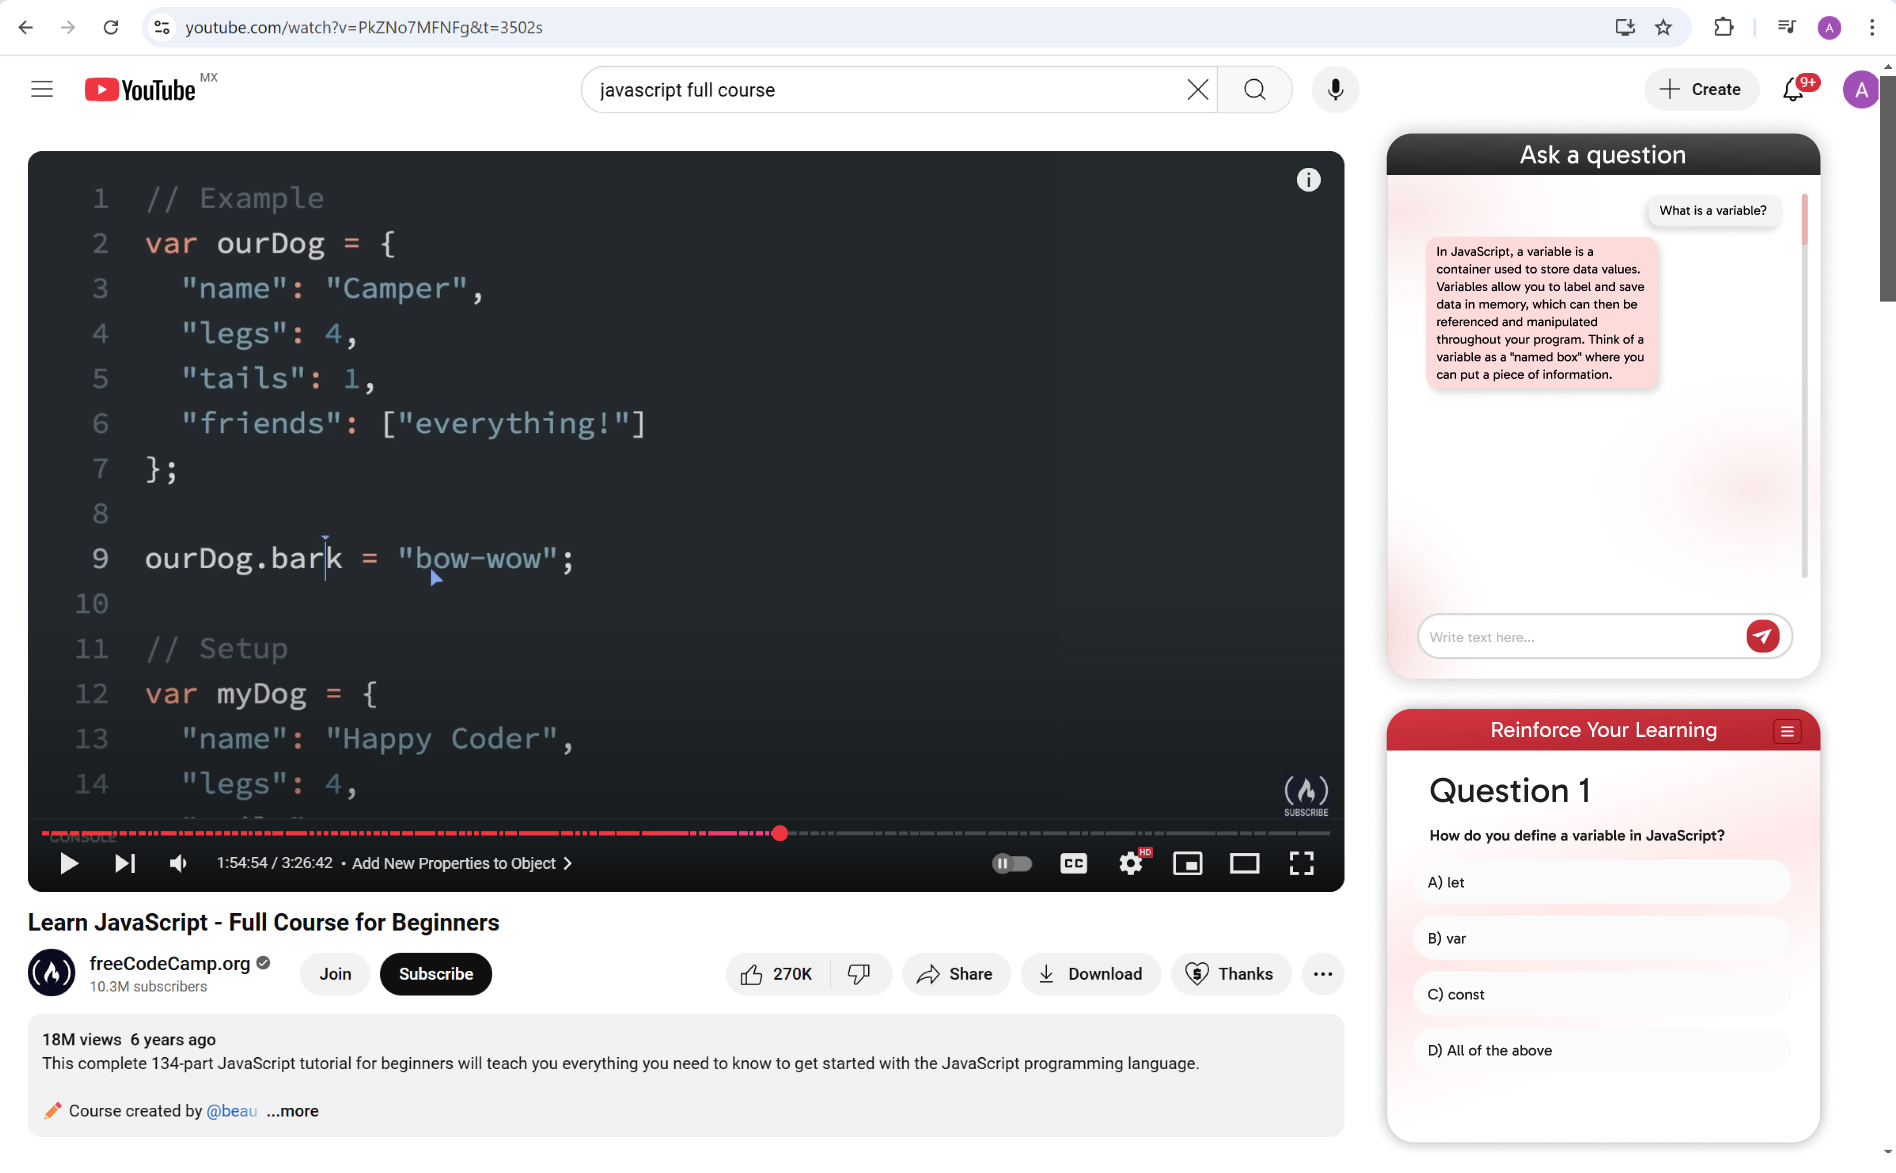 youtube.com/watch?v=PkZNo7MFNFg&t=3502s
A
YouTube MX
javascript full course
Create
9+
A
1 // Example
2 var ourDog = {
3 "name": "Camper",
4 "legs": 4,
5 "tails": 1,
6 "friends": ["everything!"]
7 };
8
9 ourDog.bark = "bow-wow";
10
11 // Setup
12 var myDog = {
13 "name": "Happy Coder",
14 "legs": 4,
SUBSCRIBE
CONSOLE
1:54:54 / 3:26:42 • Add New Properties to Object
CC
HD
Learn JavaScript - Full Course for Beginners
freeCodeCamp.org
10.3M subscribers
Join
Subscribe
270K
Share
Download
Thanks
18M views 6 years ago
This complete 134-part JavaScript tutorial for beginners will teach you everything you need to know to get started with the JavaScript programming language.
Course created by @beau ...more
Ask a question
What is a variable?
In JavaScript, a variable is a
container used to store data values.
Variables allow you to label and save
data in memory, which can then be
referenced and manipulated
throughout your program. Think of a
variable as a "named box" where you
can put a piece of information.
Write text here...
Reinforce Your Learning
Question 1
How do you define a variable in JavaScript?
A) let
B) var
C) const
D) All of the above